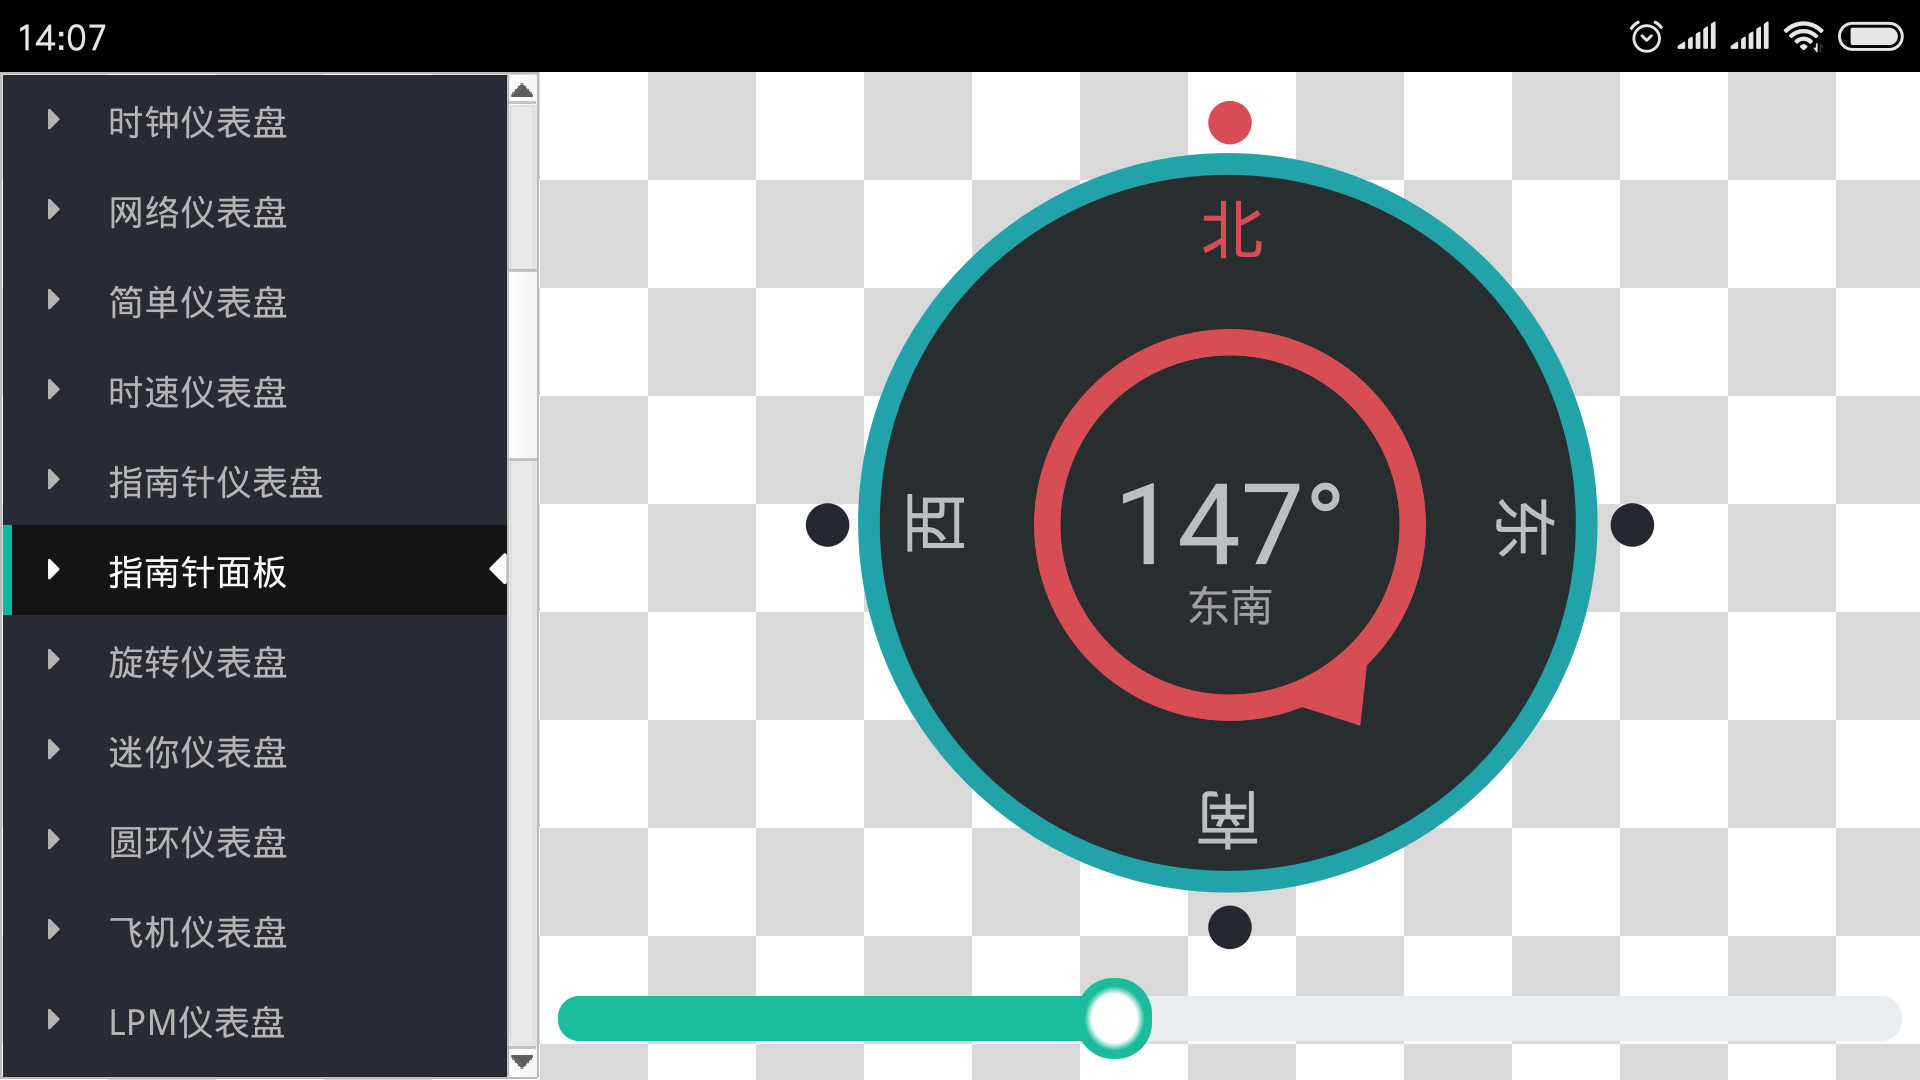 14:07
时钟仪表盘
网络仪表盘
简单仪表盘
时速仪表盘
指南针仪表盘
指南针面板
旋转仪表盘
迷你仪表盘
圆环仪表盘
飞机仪表盘
LPM仪表盘
北
西
147°
东南
东
南